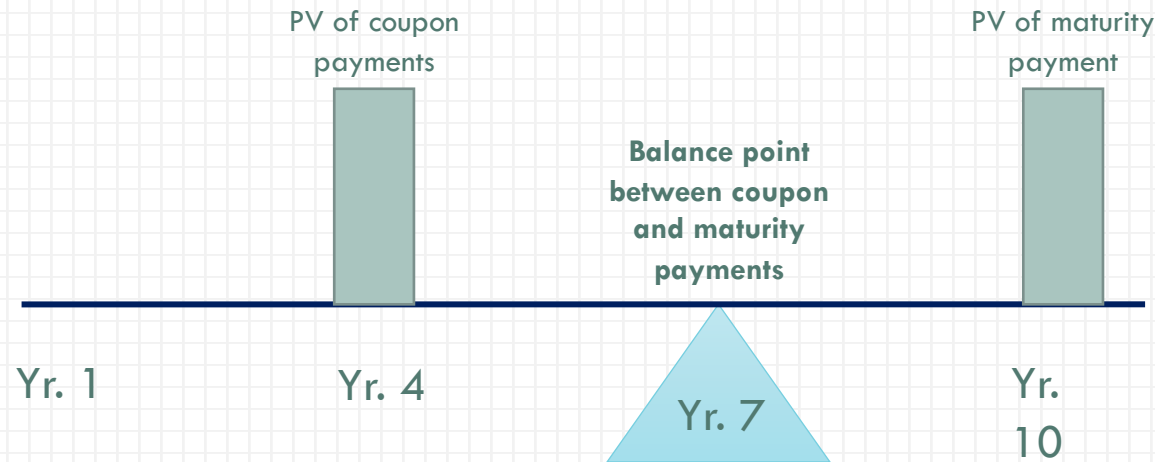 PV of coupon
payments
PV of maturity
payment
Balance point
between coupon
and maturity
payments
Yr. 1
Yr. 4
Yr. 7
Yr.
10